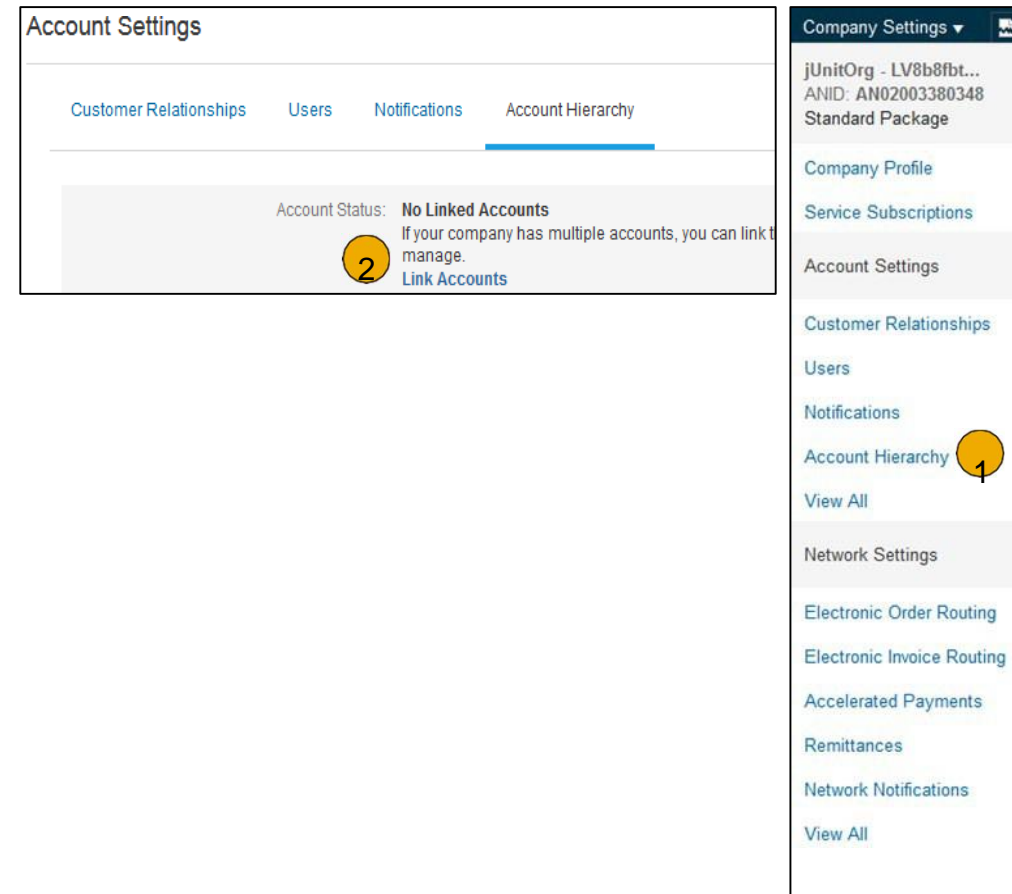 Account Settings
Customer Relationships Users Notifications Account Hierarchy
Account Status: No Linked Accounts
If your company has multiple accounts, you can link t
manage.
2
Link Accounts
Company Settings ▾
jUnitOrg - LV8b8fbt...
ANID: AN02003380348
Standard Package
Company Profile
Service Subscriptions
Account Settings
Customer Relationships
Users
Notifications
Account Hierarchy 1
View All
Network Settings
Electronic Order Routing
Electronic Invoice Routing
Accelerated Payments
Remittances
Network Notifications
View All